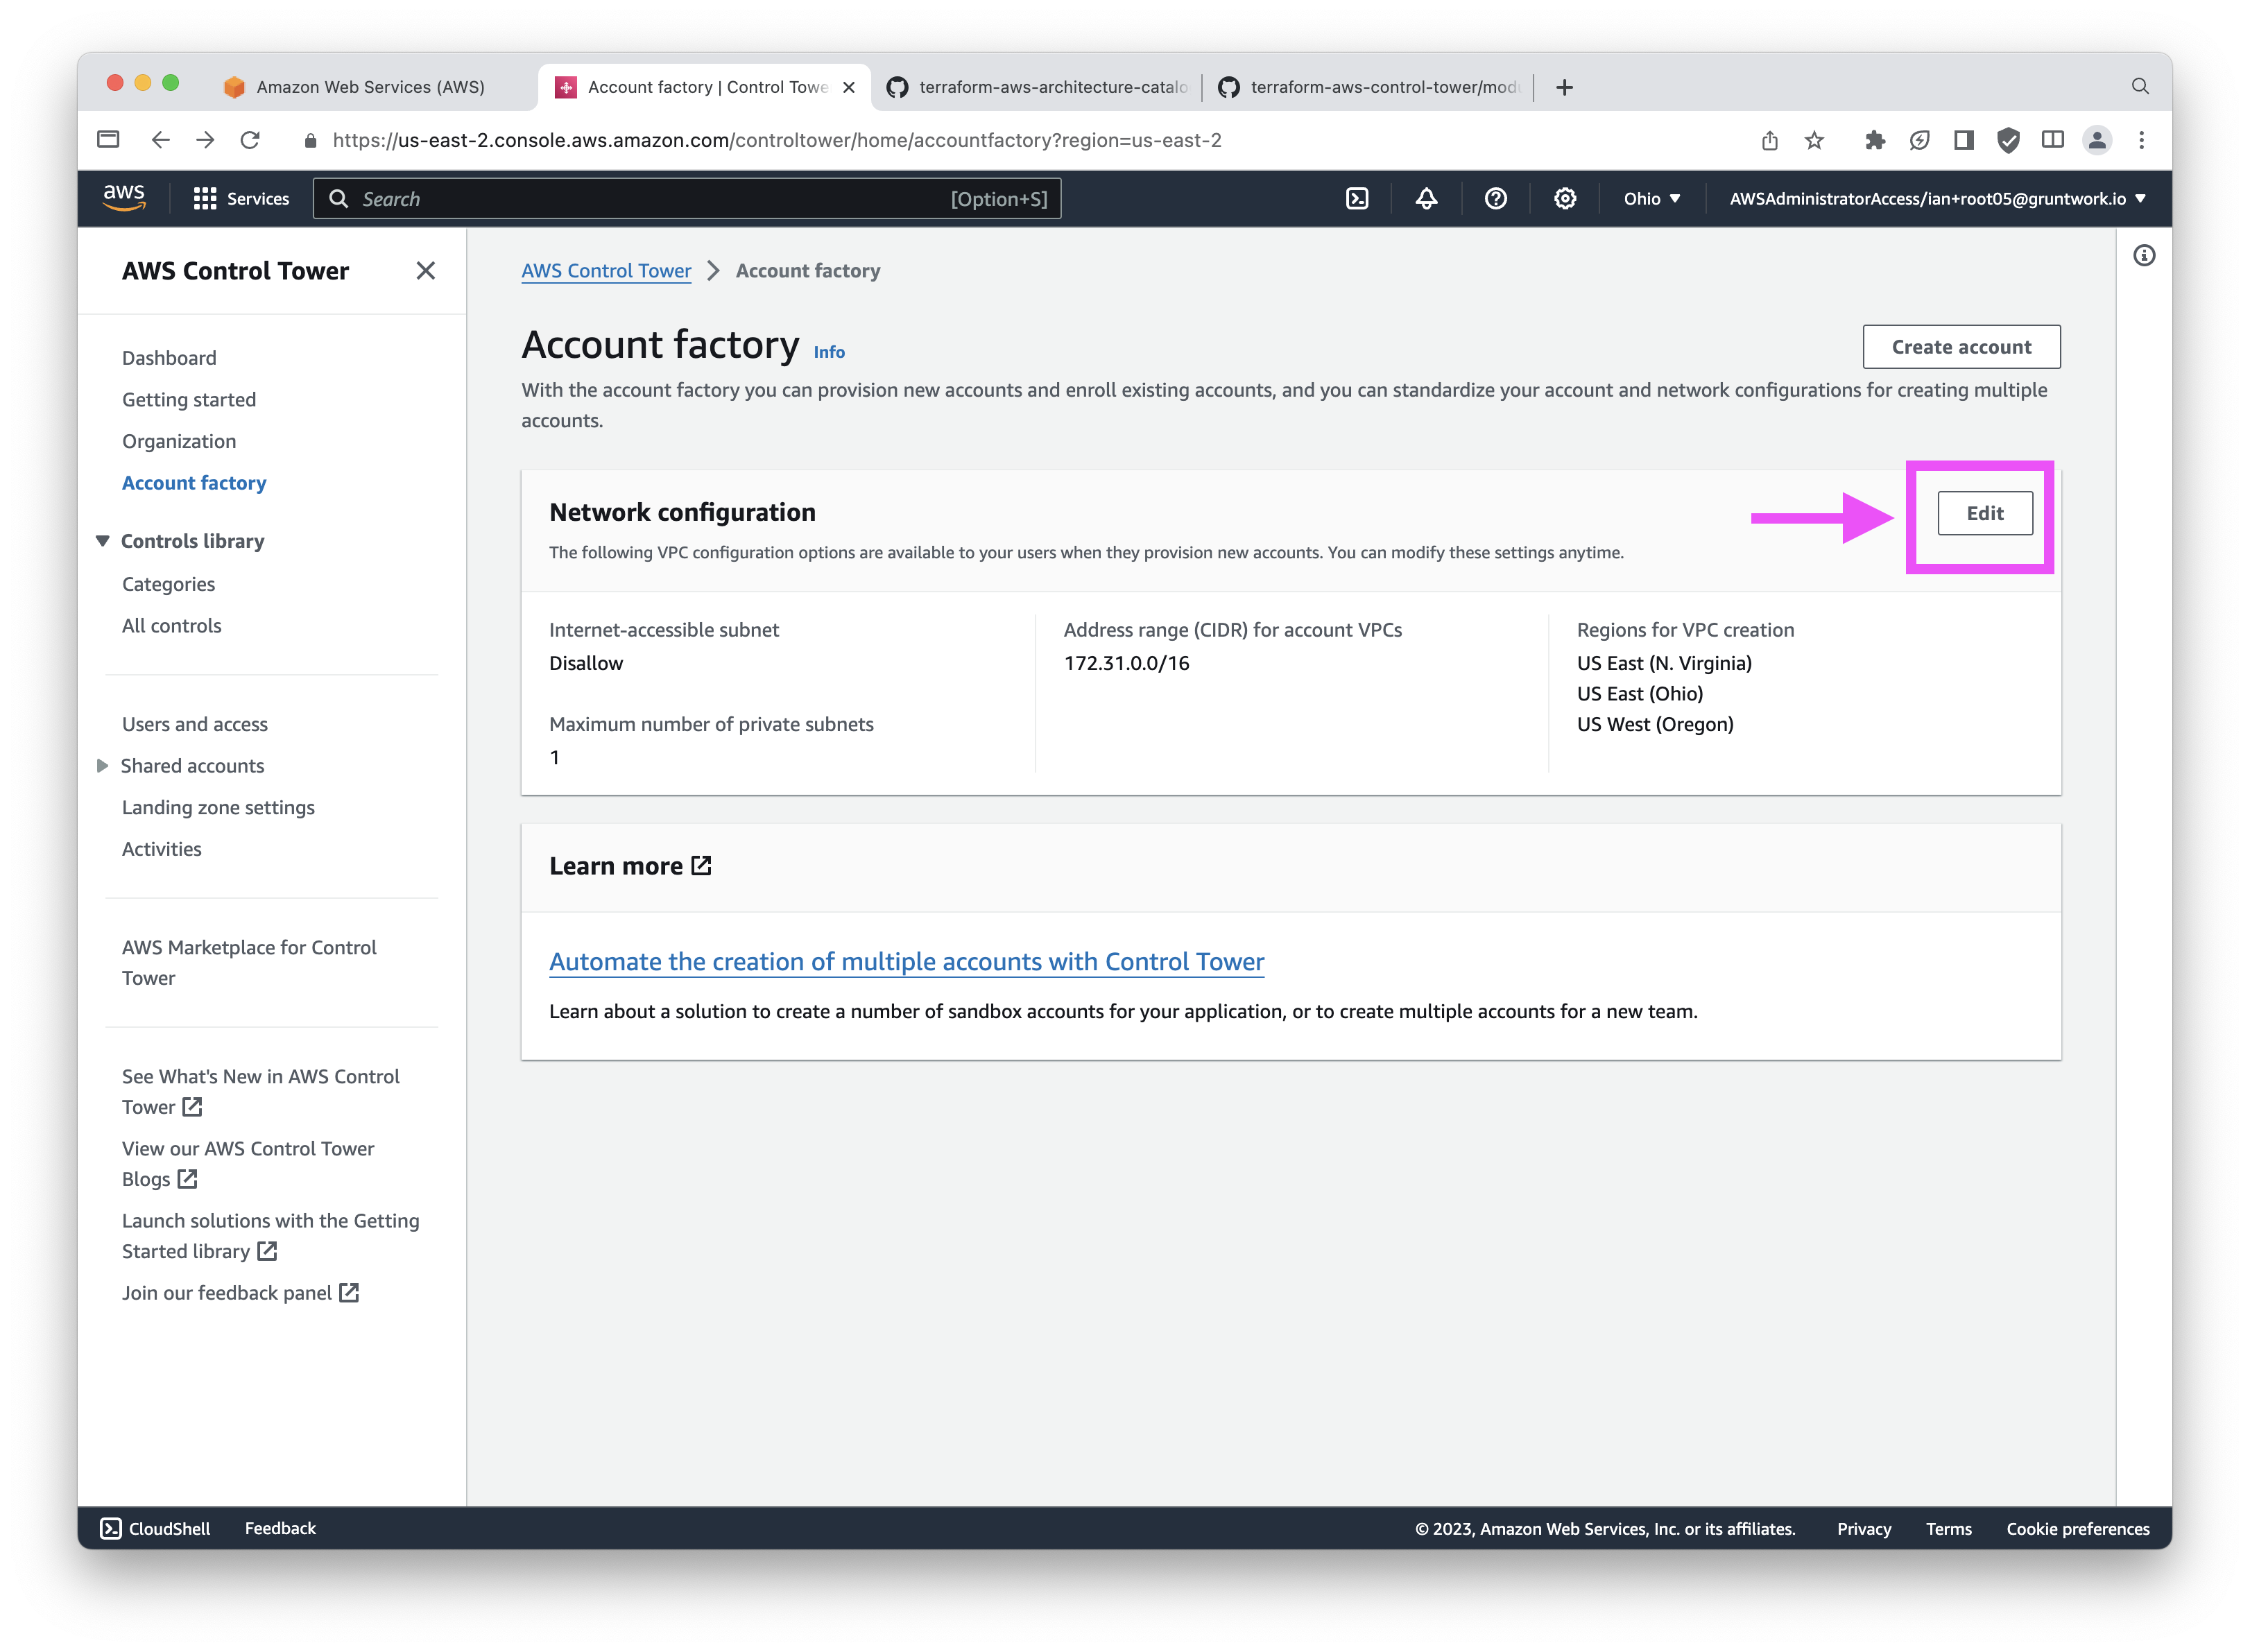 Amazon Web Services (AWS)
Account factory | Control Towe
terraform-aws-architecture-catalo
terraform-aws-control-tower/modu
https://us-east-2.console.aws.amazon.com/controltower/home/accountfactory?region=us-east-2
aws
Services
Search
[Option+S]
Ohio
AWSAdministratorAccess/ian+root05@gruntwork.io
AWS Control Tower
Dashboard
Getting started
Organization
Account factory
Controls library
Categories
All controls
Users and access
Shared accounts
Landing zone settings
Activities
AWS Marketplace for Control
Tower
See What's New in AWS Control
Tower
View our AWS Control Tower
Blogs
Launch solutions with the Getting
Started library
Join our feedback panel
AWS Control Tower
Account factory
Account factory
Info
Create account
With the account factory you can provision new accounts and enroll existing accounts, and you can standardize your account and network configurations for creating multiple
accounts.
Network configuration
Edit
The following VPC configuration options are available to your users when they provision new accounts. You can modify these settings anytime.
Internet-accessible subnet
Disallow
Maximum number of private subnets
1
Address range (CIDR) for account VPCs
172.31.0.0/16
Regions for VPC creation
US East (N. Virginia)
US East (Ohio)
US West (Oregon)
Learn more
Automate the creation of multiple accounts with Control Tower
Learn about a solution to create a number of sandbox accounts for your application, or to create multiple accounts for a new team.
CloudShell
Feedback
© 2023, Amazon Web Services, Inc. or its affiliates.
Privacy
Terms
Cookie preferences